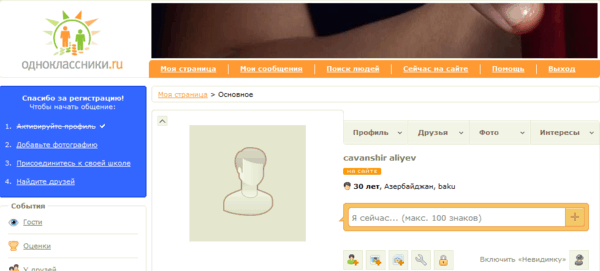 одноклассники.ru
Моя страница | Мои сообщения | Поиск людей | Сейчас на сайте | Помощь | Выход
Спасибо за регистрацию!
Чтобы начать общение:
1. Активируйте профиль
2. Добавьте фотографию
3. Присоединитесь к своей школе
4. Найдите друзей
События
Гости
Оценки
У друзей
Моя страница > Основное
Профиль Друзья Фото Интересы
cavanshir aliyev
НА САЙТЕ
30 лет, Азербайджан, baku
Я сейчас... (макс. 100 знаков)
Включить «Невидимку»